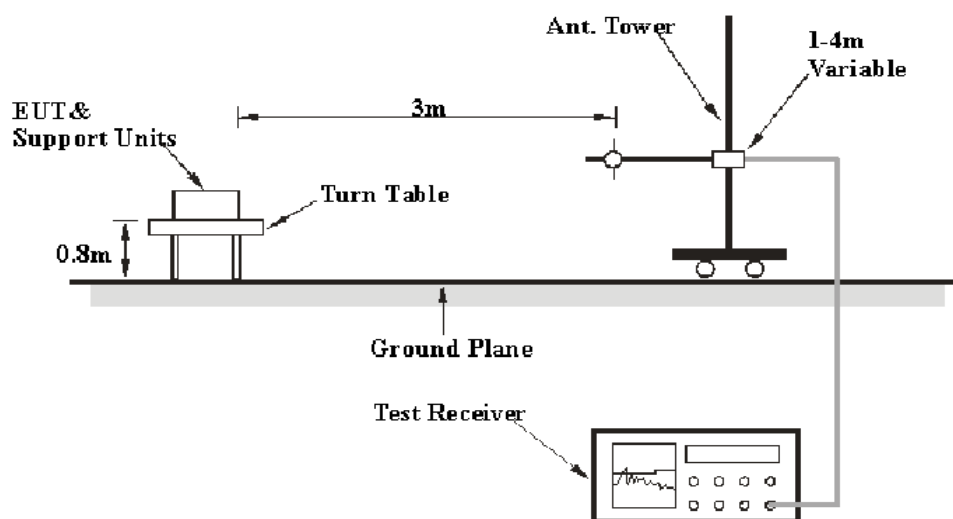 Ant. Tower
1-4m
Variable
3m
EUT&
Support Units
Turn Table
0.8m
Ground Plane
Test Receiver